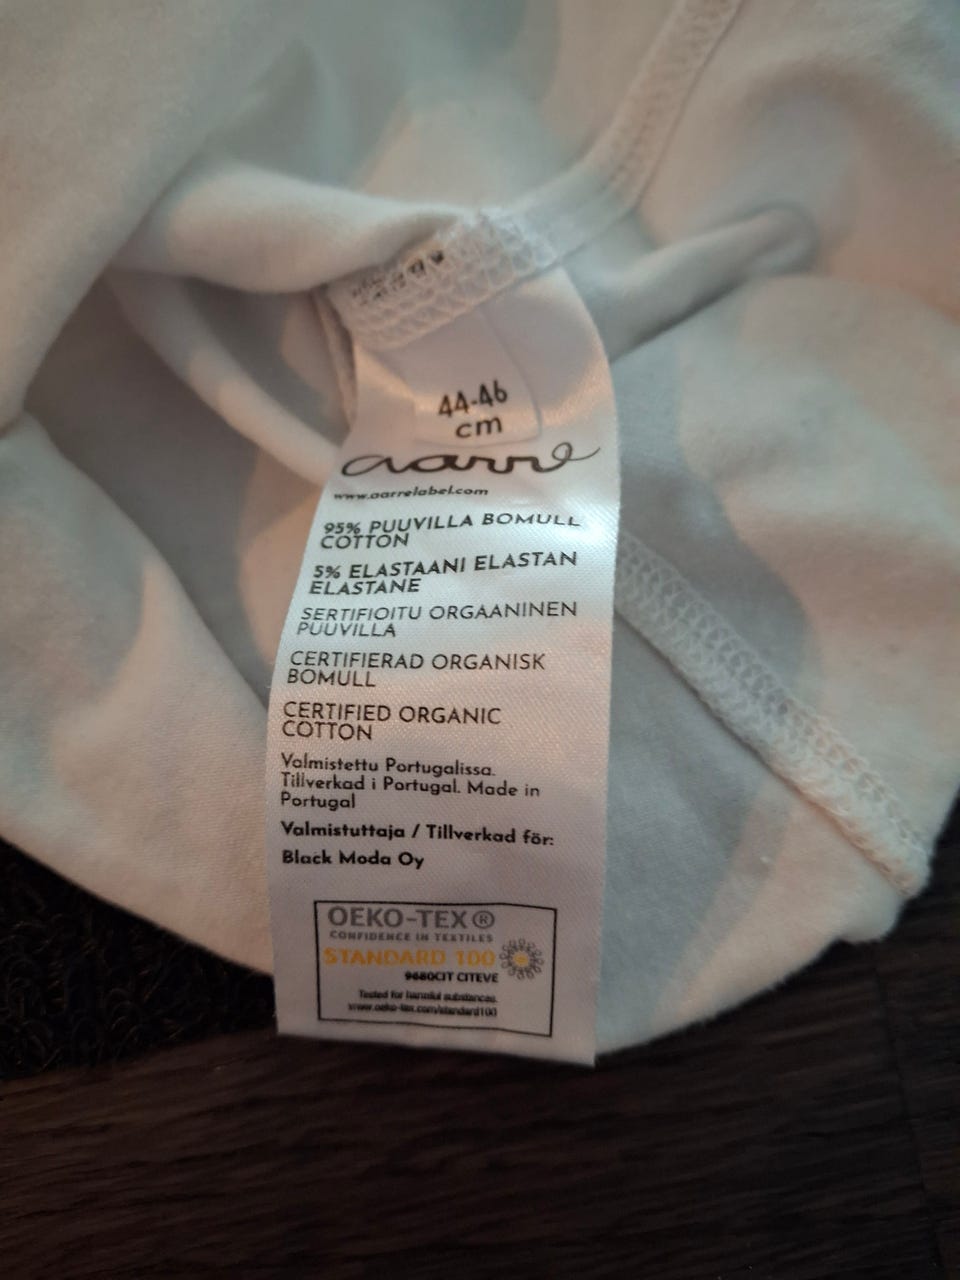 44-46
cm
aarre
www.aarrelabel.com
95% PUUVILLA BOMULL
COTTON
5% ELASTAANI ELASTAN
ELASTANE
SERTIFIOITU ORGAANINEN
PUUVILLA
CERTIFIERAD ORGANISK
BOMULL
CERTIFIED ORGANIC
COTTON
Valmistettu Portugalissa.
Tillverkad i Portugal. Made in
Portugal
Valmistuttaja / Tillverkad för:
Black Moda Oy
OEKO-TEX®
CONFIDENCE IN TEXTILES
STANDARD 100
9680CIT CITEVE
Tested for harmful substances.
www.oeko-tex.com/standard100